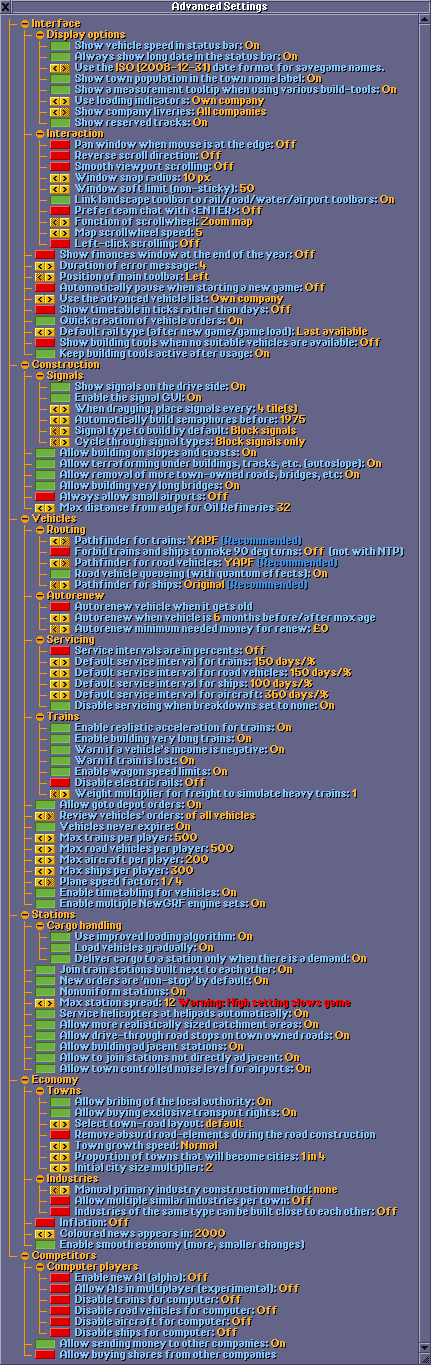 Advanced Settings
Interface
Display options
Show vehicle speed in status bar: On
Always show long date in the status bar: On
Use the ISO (2008-12-31) date format for savegame names.
Show town population in the town name label: On
Show a measurement tooltip when using various build-tools: On
Use loading indicators: Own company
Show company liveries: All companies
Show reserved tracks: On
Interaction
Pan window when mouse is at the edge: Off
Reverse scroll direction: Off
Smooth viewport scrolling: Off
Window snap radius: 10 px
Window soft limit (non-sticky): 50
Link landscape toolbar to rail/road/water/airport toolbars: On
Prefer team chat with <ENTER>: Off
Function of scrollwheel: Zoom map
Map scrollwheel speed: 5
Left-click scrolling: Off
Show finances window at the end of the year: Off
Duration of error message: 4
Position of main toolbar: Left
Automatically pause when starting a new game: Off
Use the advanced vehicle list: Own company
Show timetable in ticks rather than days: Off
Quick creation of vehicle orders: On
Default rail type (after new game/game load): Last available
Show building tools when no suitable vehicles are available: Off
Keep building tools active after usage: On
Construction
Signals
Show signals on the drive side: On
Enable the signal GUI: On
When dragging, place signals every: 4 tile(s)
Automatically build semaphores before: 1975
Signal type to build by default: Block signals
Cycle through signal types: Block signals only
Allow building on slopes and coasts: On
Allow terraforming under buildings, tracks, etc. (autoslope): On
Allow removal of more town-owned roads, bridges, etc: On
Allow building very long bridges: On
Always allow small airports: Off
Max distance from edge for Oil Refineries 32
Vehicles
Routing
Pathfinder for trains: YAPF (Recommended)
Forbid trains and ships to make 90 deg turns: Off (not with NTP)
Pathfinder for road vehicles: YAPF (Recommended)
Road vehicle queueing (with quantum effects): On
Pathfinder for ships: Original (Recommended)
Autorenew
Autorenew vehicle when it gets old
Autorenew when vehicle is 6 months before/after max age
Autorenew minimum needed money for renew: £0
Servicing
Service intervals are in percents: Off
Default service interval for trains: 150 days/%
Default service interval for road vehicles: 150 days/%
Default service interval for ships: 100 days/%
Default service interval for aircraft: 360 days/%
Disable servicing when breakdowns set to none: On
Trains
Enable realistic acceleration for trains: On
Enable building very long trains: On
Warn if a vehicle's income is negative: On
Warn if train is lost: On
Enable wagon speed limits: On
Disable electric rails: Off
Weight multiplier for freight to simulate heavy trains: 1
Allow goto depot orders: On
Review vehicles' orders: of all vehicles
Vehicles never expire: On
Max trains per player: 500
Max road vehicles per player: 500
Max aircraft per player: 200
Max ships per player: 300
Plane speed factor: 1 / 4
Enable timetabling for vehicles: On
Enable multiple NewGRF engine sets: On
Stations
Cargo handling
Use improved loading algorithm: On
Load vehicles gradually: On
Deliver cargo to a station only when there is a demand: On
Join train stations built next to each other: On
New orders are 'non-stop' by default: On
Nonuniform stations: On
Max station spread: 12 Warning: High setting slows game
Service helicopters at helipads automatically: On
Allow more realistically sized catchment areas: On
Allow drive-through road stops on town owned roads: On
Allow building adjacent stations: On
Allow to join stations not directly adjacent: On
Allow town controlled noise level for airports: On
Economy
Towns
Allow bribing of the local authority: On
Allow buying exclusive transport rights: On
Select town-road layout: default
Remove absurd road-elements during the road construction
Town growth speed: Normal
Proportion of towns that will become cities: 1 in 4
Initial city size multiplier: 2
Industries
Manual primary industry construction method: none
Allow multiple similar industries per town: Off
Industries of the same type can be built close to each other: Off
Inflation: Off
Coloured news appears in: 2000
Enable smooth economy (more, smaller changes)
Competitors
Computer players
Enable new AI (alpha): Off
Allow AIs in multiplayer (experimental): Off
Disable trains for computer: Off
Disable road vehicles for computer: Off
Disable aircraft for computer: Off
Disable ships for computer: Off
Allow sending money to other companies: On
Allow buying shares from other companies